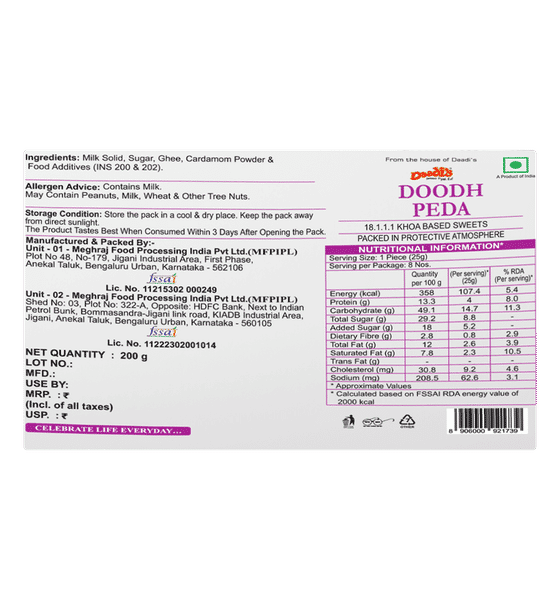 Ingredients: Milk Solid, Sugar, Ghee, Cardamom Powder &
Food Additives (INS 200 & 202).
Allergen Advice: Contains Milk.
May Contain Peanuts, Milk, Wheat & Other Tree Nuts.
Storage Condition: Store the pack in a cool & dry place. Keep the pack away
from direct sunlight.
The Product Tastes Best When Consumed Within 3 Days After Opening the Pack.
Manufactured & Packed By:-
Unit - 01 - Meghraj Food Processing India Pvt Ltd.(MFPIPL)
Plot No 48, No-179, Jigani Industrial Area, First Phase,
Anekal Taluk, Bengaluru Urban, Karnataka - 562106
fssai
Lic. No. 11215302 000249
Unit - 02 - Meghraj Food Processing India Pvt Ltd.(MFPIPL)
Shed No: 03, Plot No: 322-A, Opposite: HDFC Bank, Next to Indian
Petrol Bunk, Bommasandra-Jigani link road, KIADB Industrial Area,
Jigani, Anekal Taluk, Bengaluru Urban, Karnataka - 560105
fssai
Lic. No. 11222302001014
NET QUANTITY : 200 g
LOT NO.:
MFD.:
USE BY:
MRP. : ₹
(Incl. of all taxes)
USP. : ₹
CELEBRATE LIFE EVERYDAY...
From the house of Daadi's
Daadi's
A Product of India
DOODH
PEDA
18.1.1.1 KHOA BASED SWEETS
PACKED IN PROTECTIVE ATMOSPHERE
NUTRITIONAL INFORMATION*
Serving Size: 1 Piece (25g)
Serving per Package: 8 Nos.
Quantity per 100 g (Per serving)* (25g) % RDA (Per serving)*
Energy (kcal) 358 107.4 5.4
Protein (g) 13.3 4 8.0
Carbohydrate (g) 49.1 14.7 11.3
Total Sugar (g) 29.2 8.8 -
Added Sugar (g) 18 5.2 -
Dietary Fibre (g) 2.8 0.8 2.9
Total Fat (g) 12 2.6 3.9
Saturated Fat (g) 7.8 2.3 10.5
Trans Fat (g) - - -
Cholesterol (mg) 30.8 9.2 4.6
Sodium (mg) 208.5 62.6 3.1
* Approximate Values
* Calculated based on FSSAI RDA energy value of
2000 kcal
OTHER
8 906000 921739